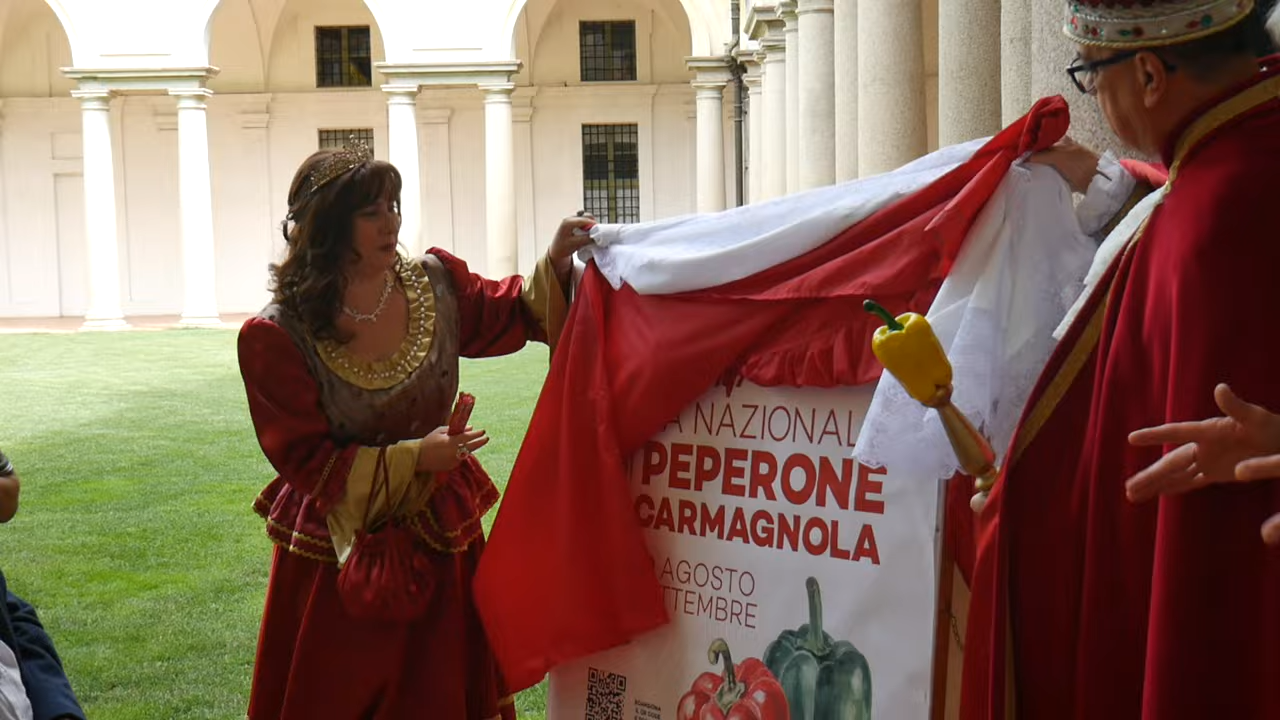 A NAZIONAL
PEPERONE
CARMAGNOLA
AGOSTO
TTEMBRE